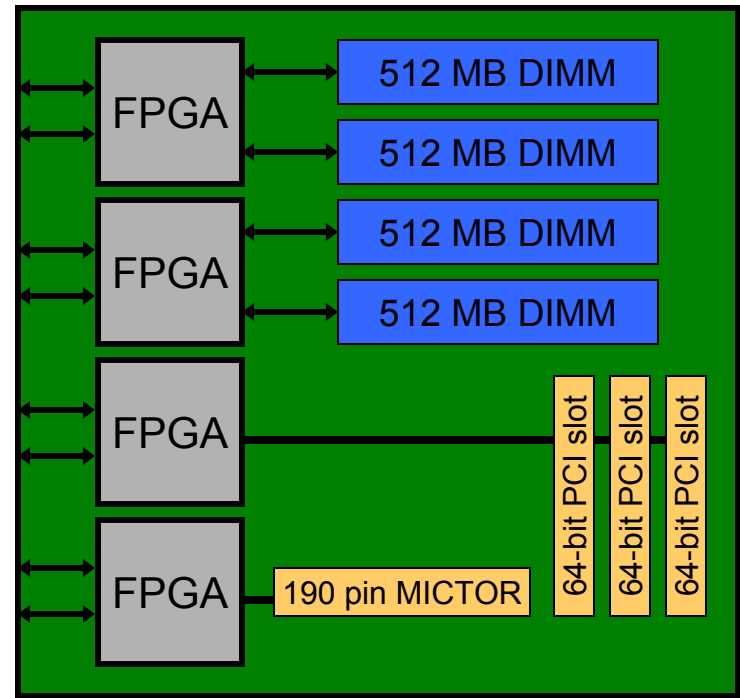 FPGA
512 MB DIMM
512 MB DIMM
FPGA
512 MB DIMM
512 MB DIMM
FPGA
64-bit PCI slot
64-bit PCI slot
64-bit PCI slot
FPGA
190 pin MICTOR